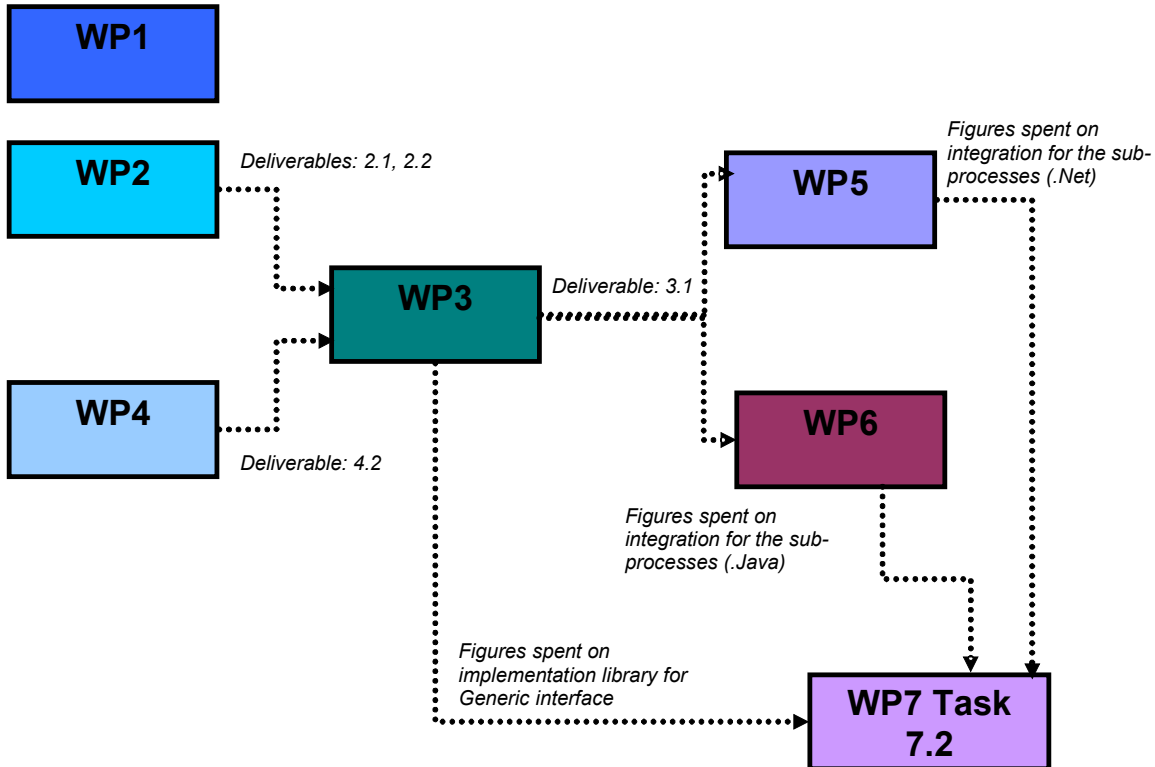 WP1
WP2
Deliverables: 2.1, 2.2
Figures spent on
integration for the sub-
processes (.Net)
WP5
WP3
Deliverable: 3.1
WP4
Deliverable: 4.2
WP6
Figures spent on
integration for the sub-
processes (.Java)
Figures spent on
implementation library for
Generic interface
WP7 Task
7.2